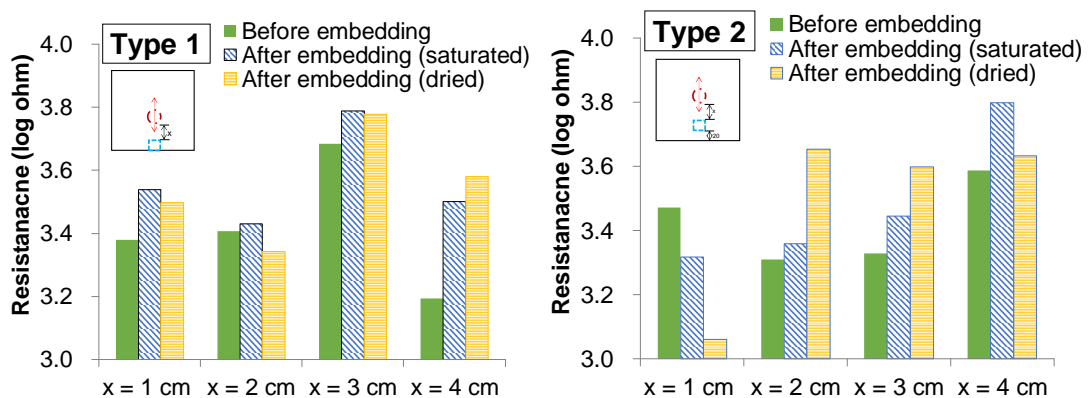 Type 1
Before embedding
After embedding (saturated)
After embedding (dried)
Resistanacne (log ohm)
4.0
3.8
3.6
3.4
3.2
3.0
x
x = 1 cm x = 2 cm x = 3 cm x = 4 cm
Type 2
Before embedding
After embedding (saturated)
After embedding (dried)
Resistanacne (log ohm)
4.0
3.8
3.6
3.4
3.2
3.0
20
x = 1 cm x = 2 cm x = 3 cm x = 4 cm